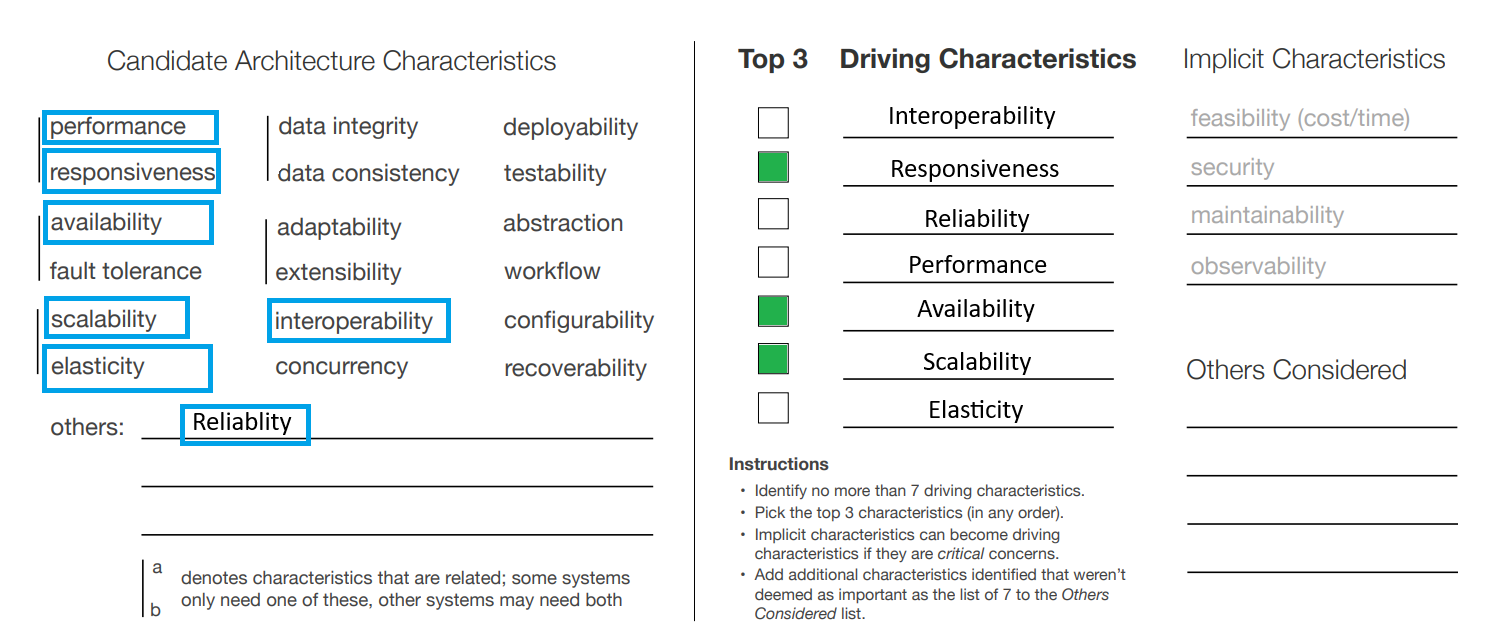 Candidate Architecture Characteristics
performance
responsiveness
availability
fault tolerance
scalability
elasticity
data integrity
data consistency
adaptability
extensibility
interoperability
concurrency
deployability
testability
abstraction
workflow
configurability
recoverability
others: Reliablity
a
b
denotes characteristics that are related; some systems
only need one of these, other systems may need both
Top 3 Driving Characteristics
Interoperability
Responsiveness
Reliability
Performance
Availability
Scalability
Elasticity
Instructions
• Identify no more than 7 driving characteristics.
• Pick the top 3 characteristics (in any order).
• Implicit characteristics can become driving
characteristics if they are critical concerns.
• Add additional characteristics identified that weren’t
deemed as important as the list of 7 to the Others
Considered list.
Implicit Characteristics
feasibility (cost/time)
security
maintainability
observability
Others Considered